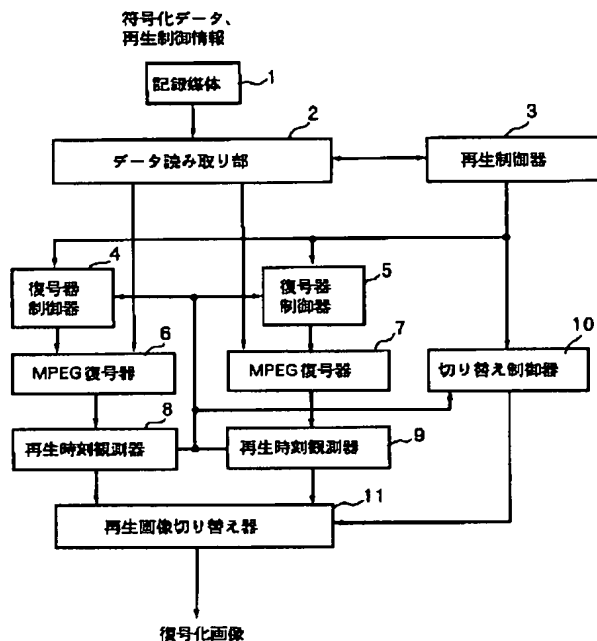 符号化データ、
再生制御情報
1
記録媒体
2
データ読み取り部
3
再生制御器
4
復号器
制御器
5
復号器
制御器
6
MPEG復号器
7
MPEG復号器
10
切り替え制御器
8
再生時刻観測器
9
再生時刻観測器
11
再生画像切り替え器
復号化画像